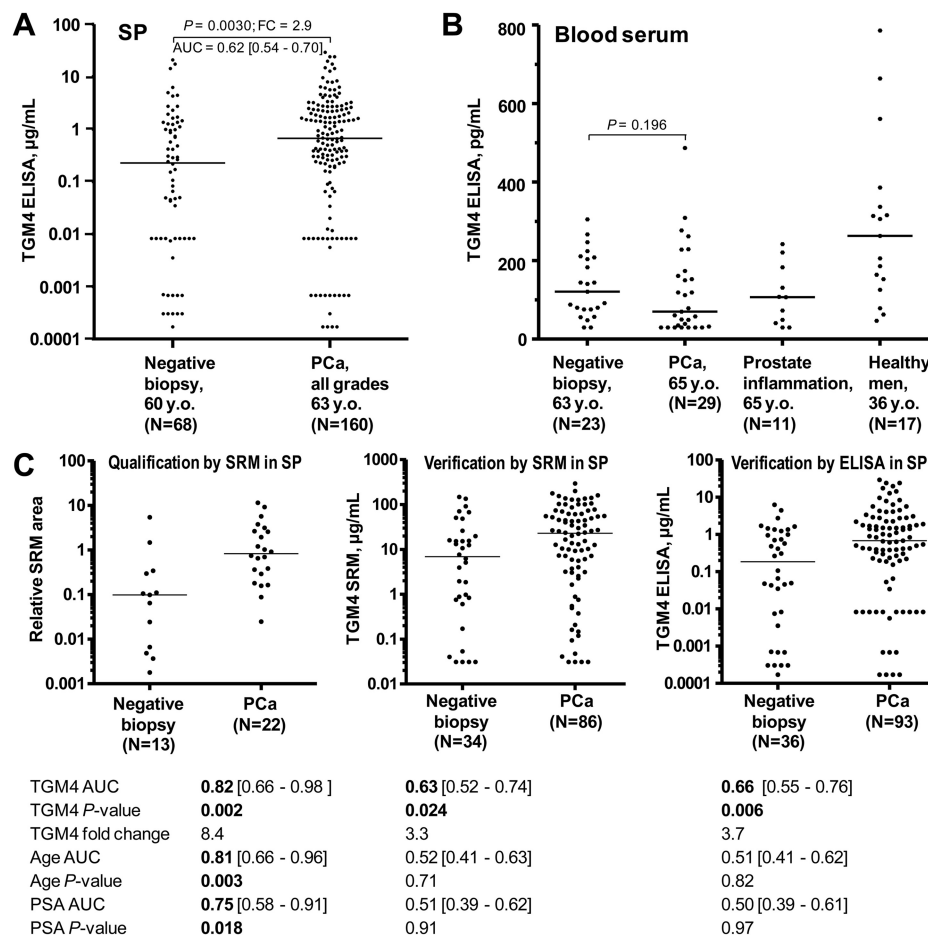 A
SP
P = 0.0030; FC = 2.9
AUC = 0.62 [0.54 - 0.70]
TGM4 ELISA, µg/mL
100
10
1
0.1
0.01
0.001
0.0001
Negative
biopsy,
60 y.o.
(N=68)
PCa,
all grades
63 y.o.
(N=160)
B
Blood serum
P = 0.196
TGM4 ELISA, pg/mL
800
600
400
200
0
Negative
biopsy,
63 y.o.
(N=23)
PCa,
65 y.o.
(N=29)
Prostate
inflammation,
65 y.o.
(N=11)
Healthy
men,
36 y.o.
(N=17)
C
Qualification by SRM in SP
Relative SRM area
100
10
1
0.1
0.01
0.001
Negative
biopsy
(N=13)
PCa
(N=22)
Verification by SRM in SP
TGM4 SRM, µg/mL
1000
100
10
1
0.1
0.01
Negative
biopsy
(N=34)
PCa
(N=86)
Verification by ELISA in SP
TGM4 ELISA, µg/mL
100
10
1
0.1
0.01
0.001
0.0001
Negative
biopsy
(N=36)
PCa
(N=93)
TGM4 AUC 0.82 [0.66 - 0.98 ] 0.63 [0.52 - 0.74] 0.66 [0.55 - 0.76]
TGM4 P-value 0.002 0.024 0.006
TGM4 fold change 8.4 3.3 3.7
Age AUC 0.81 [0.66 - 0.96] 0.52 [0.41 - 0.63] 0.51 [0.41 - 0.62]
Age P-value 0.003 0.71 0.82
PSA AUC 0.75 [0.58 - 0.91] 0.51 [0.39 - 0.62] 0.50 [0.39 - 0.61]
PSA P-value 0.018 0.91 0.97